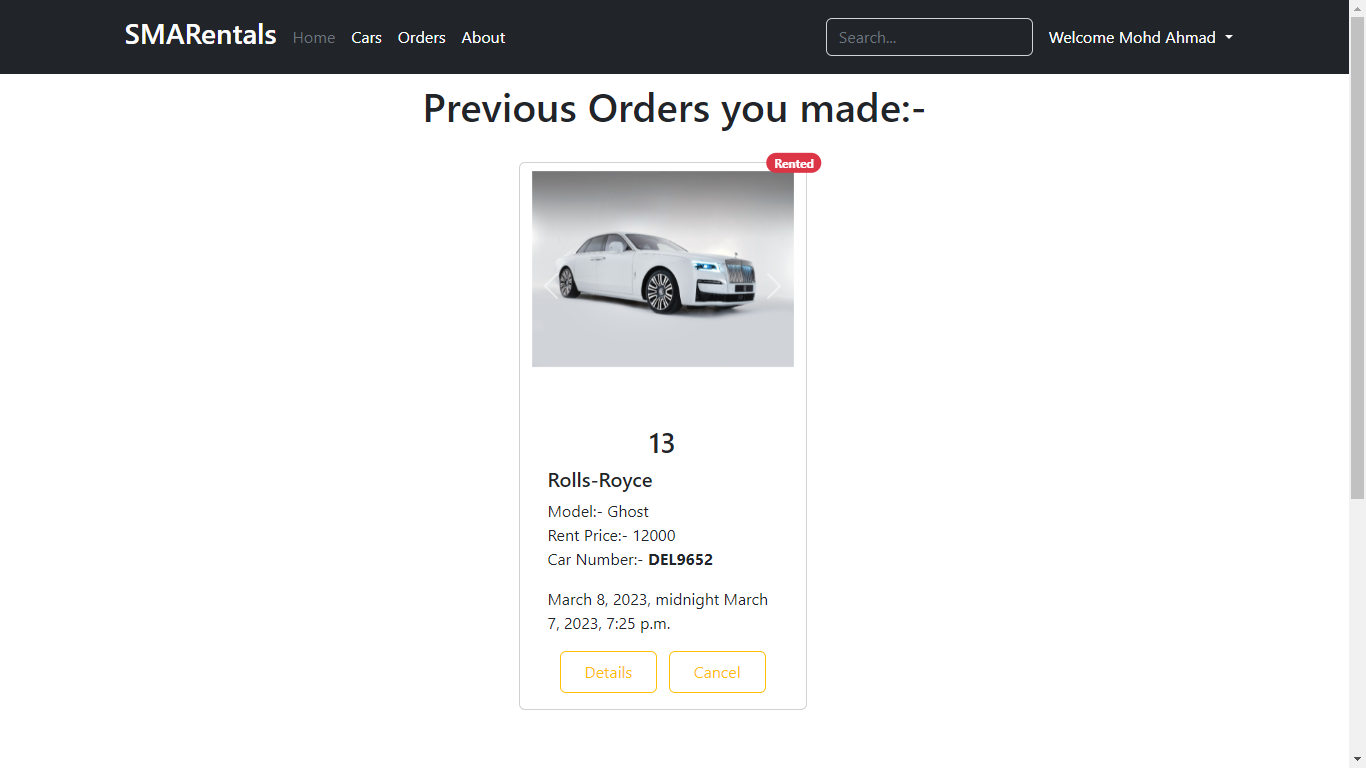 SMARentals Home Cars Orders About Search... Welcome Mohd Ahmad
Previous Orders you made:-
Rented
13
Rolls-Royce
Model:- Ghost
Rent Price:- 12000
Car Number:- DEL9652
March 8, 2023, midnight March
7, 2023, 7:25 p.m.
Details Cancel